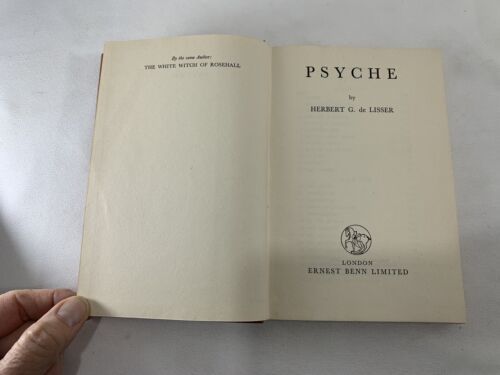 By the same Author:
THE WHITE WITCH OF ROSEHALL
PSYCHE
by
HERBERT G. de LISSER
LONDON
ERNEST BENN LIMITED